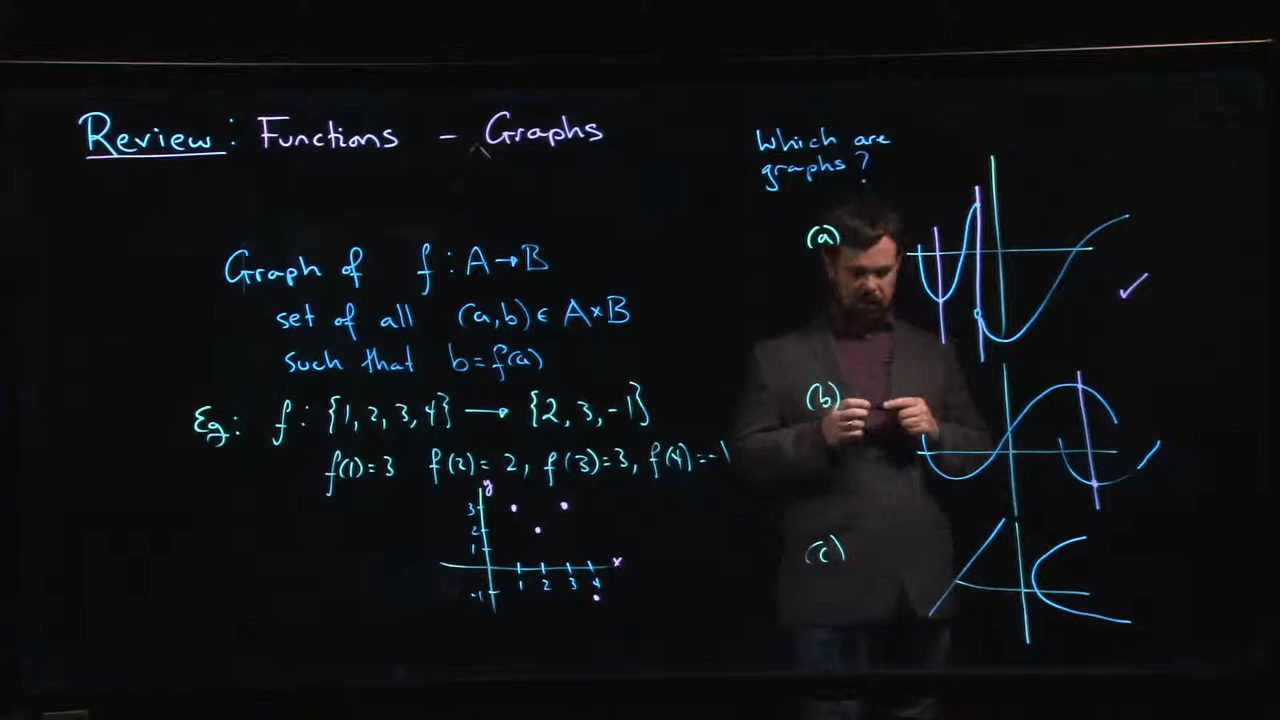 Review: Functions - Graphs
Graph of f : A → B
set of all (a,b) ∈ A×B
such that b = f(a)
Eg: f : {1, 2, 3, 4} → {2, 3, -1}
f(1)=3 f(2)=2, f(3)=3, f(4)=-1
y
3
2
1
-1
1 2 3 4
x
Which are
graphs?
(a)
✓
(b)
(c)